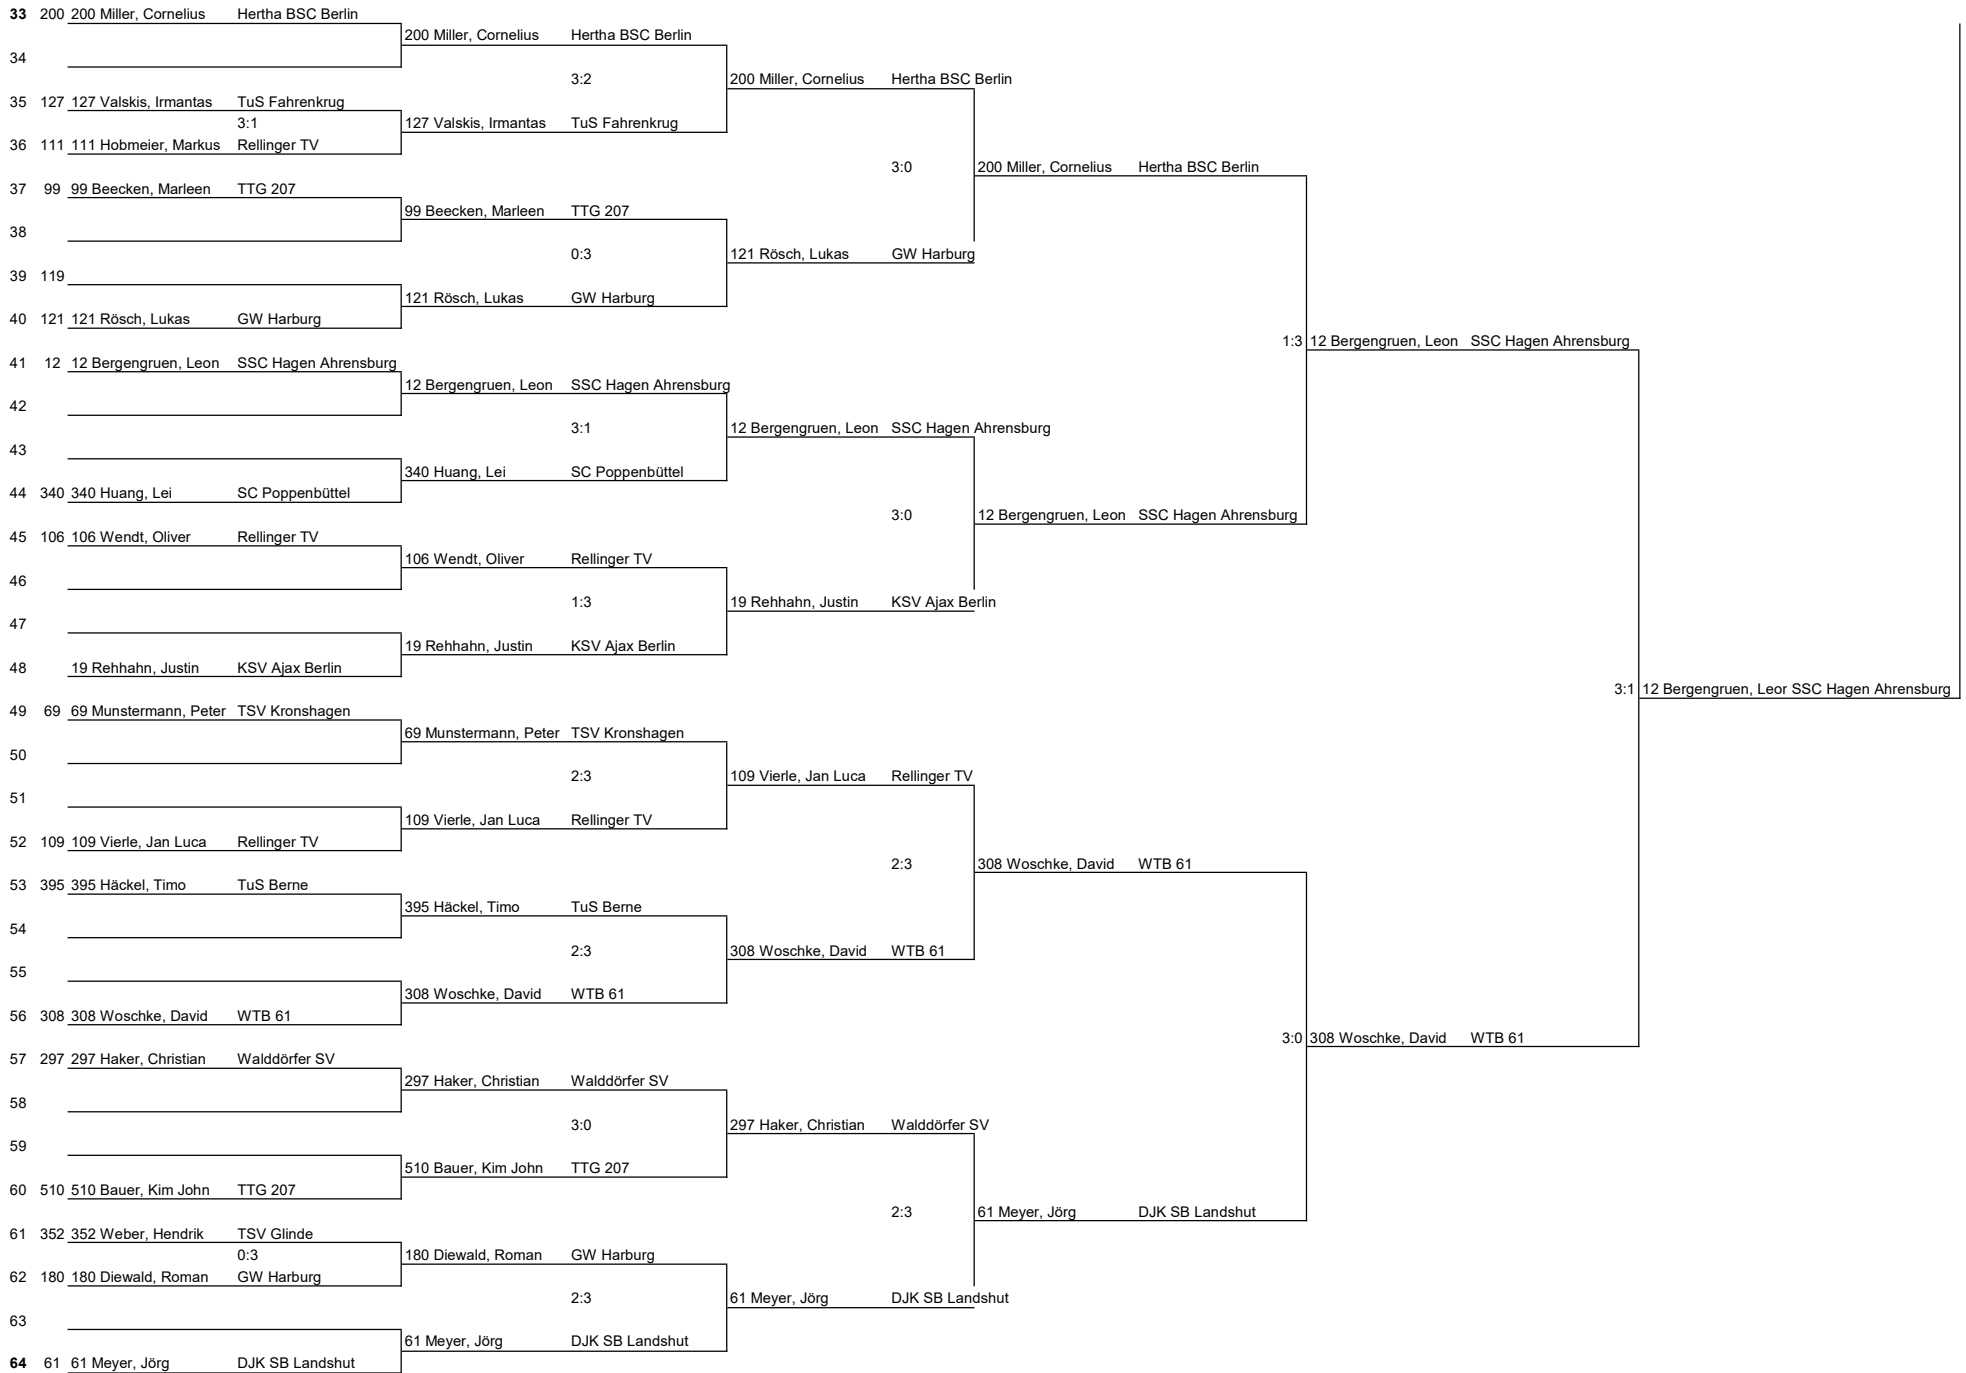 33 200 200 Miller, Cornelius Hertha BSC Berlin
200 Miller, Cornelius Hertha BSC Berlin
34
3:2 200 Miller, Cornelius Hertha BSC Berlin
35 127 127 Valskis, Irmantas TuS Fahrenkrug
3:1 127 Valskis, Irmantas TuS Fahrenkrug
36 111 111 Hobmeier, Markus Rellinger TV
3:0 200 Miller, Cornelius Hertha BSC Berlin
37 99 99 Beecken, Marleen TTG 207
99 Beecken, Marleen TTG 207
38
0:3 121 Rösch, Lukas GW Harburg
39 119
121 Rösch, Lukas GW Harburg
40 121 121 Rösch, Lukas GW Harburg
1:3 12 Bergengruen, Leon SSC Hagen Ahrensburg
41 12 12 Bergengruen, Leon SSC Hagen Ahrensburg
12 Bergengruen, Leon SSC Hagen Ahrensburg
42
3:1 12 Bergengruen, Leon SSC Hagen Ahrensburg
43
340 Huang, Lei SC Poppenbüttel
44 340 340 Huang, Lei SC Poppenbüttel
3:0 12 Bergengruen, Leon SSC Hagen Ahrensburg
45 106 106 Wendt, Oliver Rellinger TV
106 Wendt, Oliver Rellinger TV
46
1:3 19 Rehhahn, Justin KSV Ajax Berlin
47
19 Rehhahn, Justin KSV Ajax Berlin
48 19 Rehhahn, Justin KSV Ajax Berlin
3:1 12 Bergengruen, Leor SSC Hagen Ahrensburg
49 69 69 Munstermann, Peter TSV Kronshagen
69 Munstermann, Peter TSV Kronshagen
50
2:3 109 Vierle, Jan Luca Rellinger TV
51
109 Vierle, Jan Luca Rellinger TV
52 109 109 Vierle, Jan Luca Rellinger TV
2:3 308 Woschke, David WTB 61
53 395 395 Häckel, Timo TuS Berne
395 Häckel, Timo TuS Berne
54
2:3 308 Woschke, David WTB 61
55
308 Woschke, David WTB 61
56 308 308 Woschke, David WTB 61
3:0 308 Woschke, David WTB 61
57 297 297 Haker, Christian Walddörfer SV
297 Haker, Christian Walddörfer SV
58
3:0 297 Haker, Christian Walddörfer SV
59
510 Bauer, Kim John TTG 207
60 510 510 Bauer, Kim John TTG 207
2:3 61 Meyer, Jörg DJK SB Landshut
61 352 352 Weber, Hendrik TSV Glinde
0:3 180 Diewald, Roman GW Harburg
62 180 180 Diewald, Roman GW Harburg
2:3 61 Meyer, Jörg DJK SB Landshut
63
61 Meyer, Jörg DJK SB Landshut
64 61 61 Meyer, Jörg DJK SB Landshut